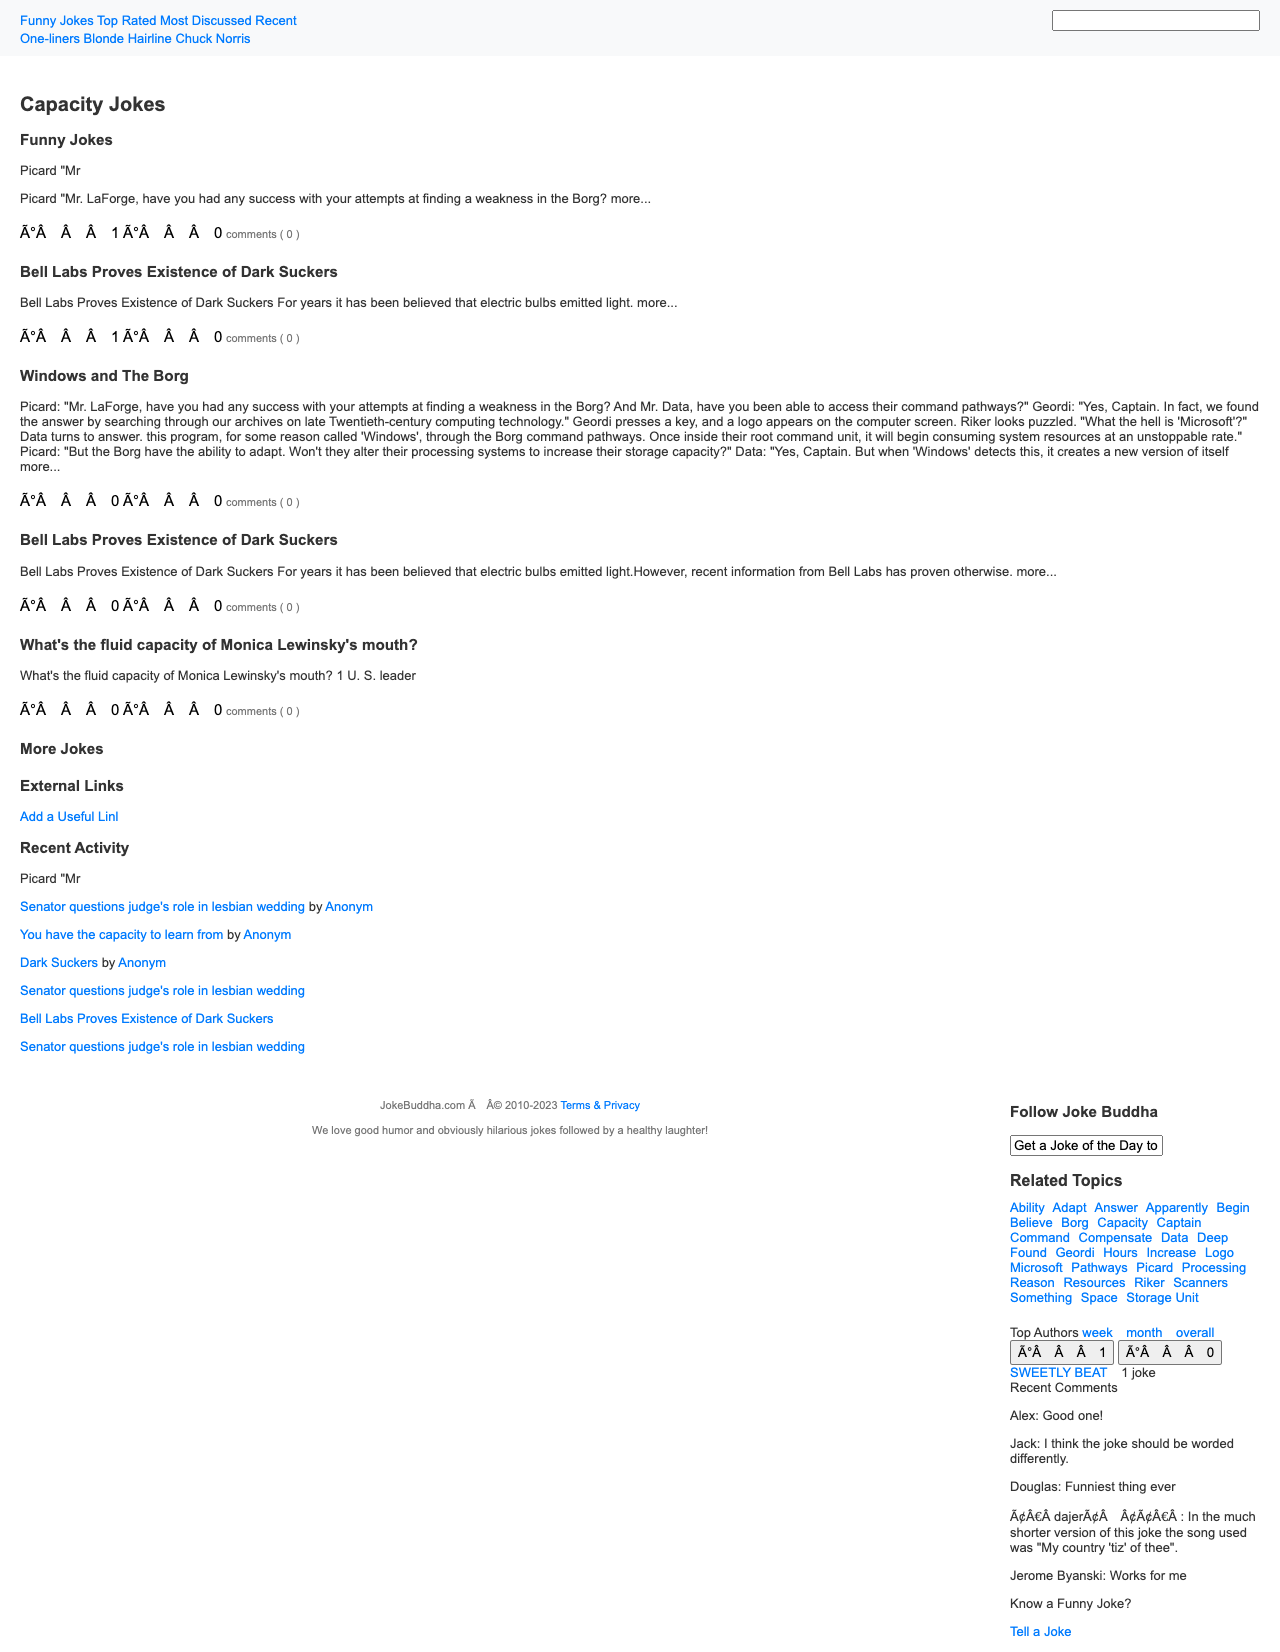 Funny Jokes Top Rated Most Discussed Recent
One-liners Blonde Hairline Chuck Norris
Capacity Jokes
Funny Jokes
Picard "Mr
Picard "Mr. LaForge, have you had any success with your attempts at finding a weakness in the Borg? more...
Ã°Â Â Â 1 Ã°Â Â Â 0 comments ( 0 )
Bell Labs Proves Existence of Dark Suckers
Bell Labs Proves Existence of Dark Suckers For years it has been believed that electric bulbs emitted light. more...
Ã°Â Â Â 1 Ã°Â Â Â 0 comments ( 0 )
Windows and The Borg
Picard: "Mr. LaForge, have you had any success with your attempts at finding a weakness in the Borg? And Mr. Data, have you been able to access their command pathways?" Geordi: "Yes, Captain. In fact, we found
the answer by searching through our archives on late Twentieth-century computing technology." Geordi presses a key, and a logo appears on the computer screen. Riker looks puzzled. "What the hell is 'Microsoft'?"
Data turns to answer. this program, for some reason called 'Windows', through the Borg command pathways. Once inside their root command unit, it will begin consuming system resources at an unstoppable rate."
Picard: "But the Borg have the ability to adapt. Won't they alter their processing systems to increase their storage capacity?" Data: "Yes, Captain. But when 'Windows' detects this, it creates a new version of itself
more...
Ã°Â Â Â 0 Ã°Â Â Â 0 comments ( 0 )
Bell Labs Proves Existence of Dark Suckers
Bell Labs Proves Existence of Dark Suckers For years it has been believed that electric bulbs emitted light.However, recent information from Bell Labs has proven otherwise. more...
Ã°Â Â Â 0 Ã°Â Â Â 0 comments ( 0 )
What's the fluid capacity of Monica Lewinsky's mouth?
What's the fluid capacity of Monica Lewinsky's mouth? 1 U. S. leader
Ã°Â Â Â 0 Ã°Â Â Â 0 comments ( 0 )
More Jokes
External Links
Add a Useful Linl
Recent Activity
Picard "Mr
Senator questions judge's role in lesbian wedding by Anonym
You have the capacity to learn from by Anonym
Dark Suckers by Anonym
Senator questions judge's role in lesbian wedding
Bell Labs Proves Existence of Dark Suckers
Senator questions judge's role in lesbian wedding
JokeBuddha.com Ã Â© 2010-2023 Terms & Privacy
We love good humor and obviously hilarious jokes followed by a healthy laughter!
Follow Joke Buddha
Get a Joke of the Day to
Related Topics
Ability Adapt Answer Apparently Begin
Believe Borg Capacity Captain
Command Compensate Data Deep
Found Geordi Hours Increase Logo
Microsoft Pathways Picard Processing
Reason Resources Riker Scanners
Something Space Storage Unit
Top Authors week month overall
Ã°Â Â Â 1 Ã°Â Â Â 0
SWEETLY BEAT 1 joke
Recent Comments
Alex: Good one!
Jack: I think the joke should be worded
differently.
Douglas: Funniest thing ever
Ã¢Â€Â dajerÃ¢Â Â¢Ã¢Â€Â : In the much
shorter version of this joke the song used
was "My country 'tiz' of thee".
Jerome Byanski: Works for me
Know a Funny Joke?
Tell a Joke